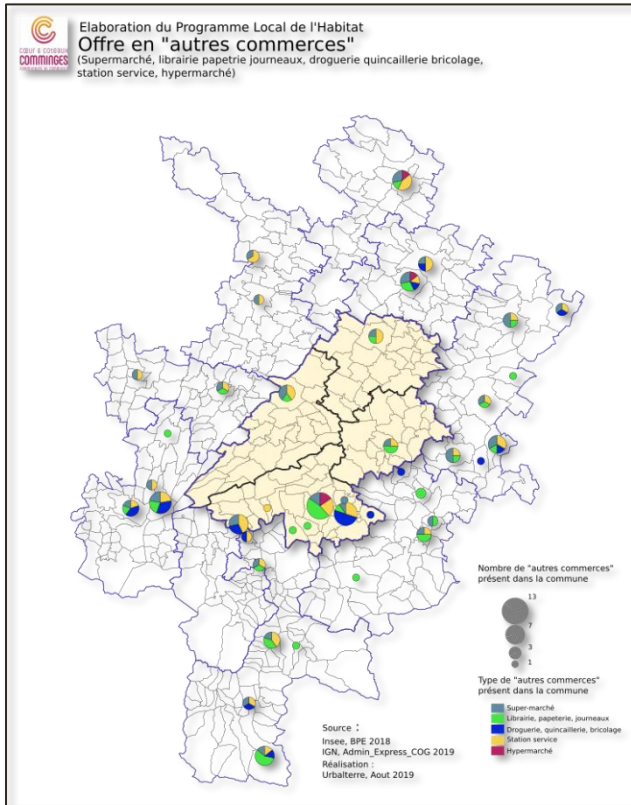 Elaboration du Programme Local de l'Habitat
Offre en "autres commerces"
(Supermarché, librairie papetrie journeaux, droguerie quincaillerie bricolage,
station service, hypermarché)
CŒUR & COTEAUX
COMMINGES
Nombre de "autres commerces"
présent dans la commune
13
7
3
1
Type de "autres commerces"
présent dans la commune
Super-marché
Librairie, papeterie, journeaux
Droguerie, quincaillerie, bricolage
Station service
Hypermarché
Source :
Insee, BPE 2018
IGN, Admin_Express_COG 2019
Réalisation :
Urbalterre, Aout 2019